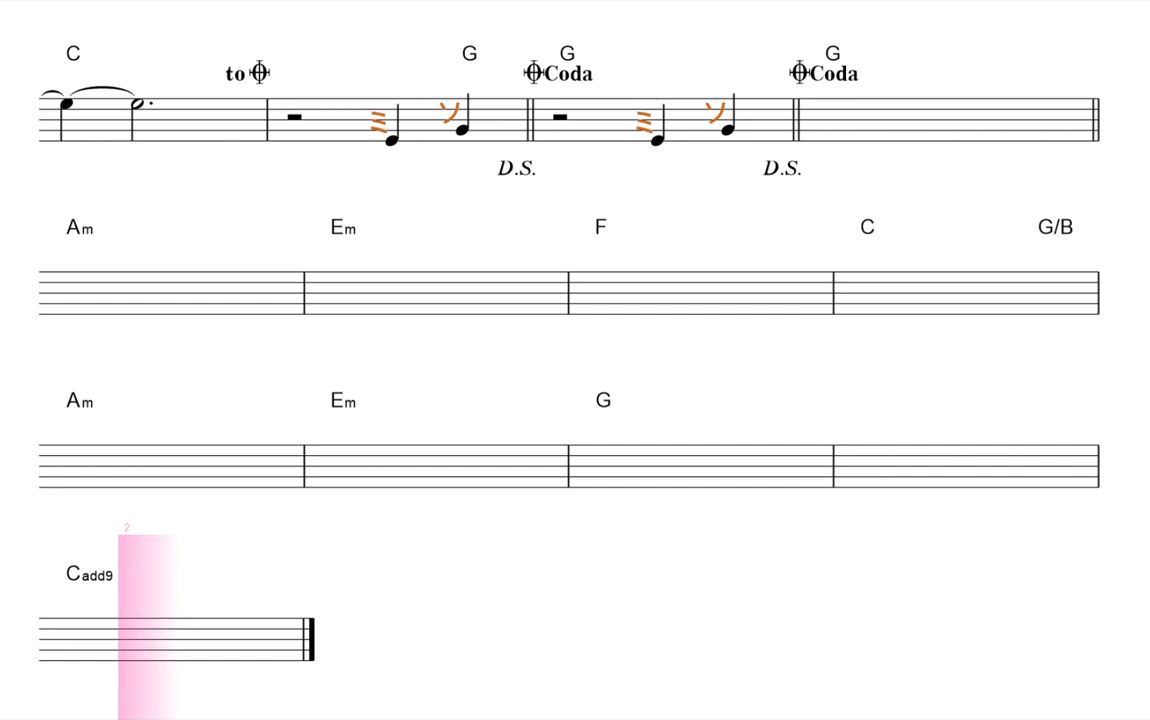 C G G G
to Coda Coda
ミ ソ ミ ソ
D.S. D.S.
Am Em F C G/B
Am Em G
2
Cadd9